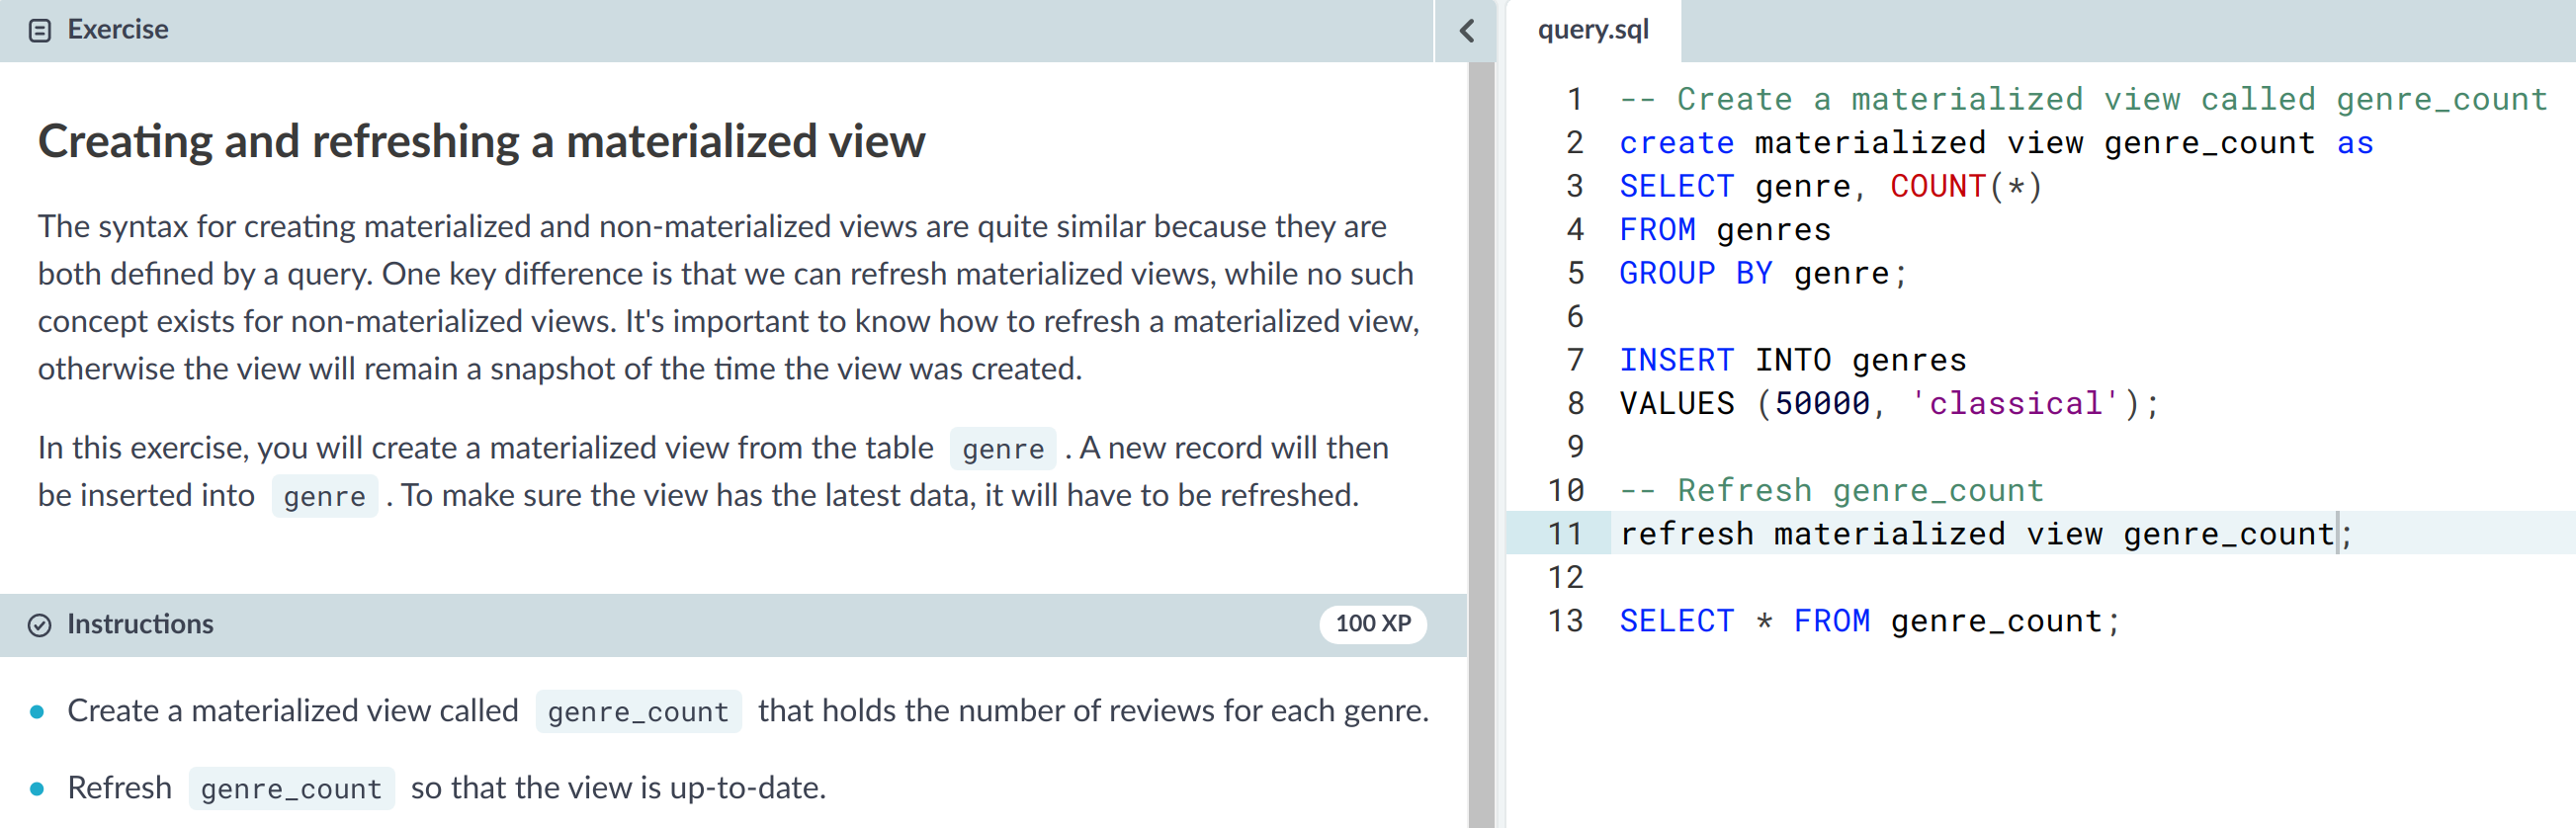 Exercise
Creating and refreshing a materialized view
The syntax for creating materialized and non-materialized views are quite similar because they are
both defined by a query. One key difference is that we can refresh materialized views, while no such
concept exists for non-materialized views. It's important to know how to refresh a materialized view,
otherwise the view will remain a snapshot of the time the view was created.
In this exercise, you will create a materialized view from the table genre . A new record will then
be inserted into genre . To make sure the view has the latest data, it will have to be refreshed.
Instructions
100 XP
Create a materialized view called genre_count that holds the number of reviews for each genre.
Refresh genre_count so that the view is up-to-date.
query.sql
1 -- Create a materialized view called genre_count
2 create materialized view genre_count as
3 SELECT genre, COUNT(*)
4 FROM genres
5 GROUP BY genre;
6
7 INSERT INTO genres
8 VALUES (50000, 'classical');
9
10 -- Refresh genre_count
11 refresh materialized view genre_count;
12
13 SELECT * FROM genre_count;